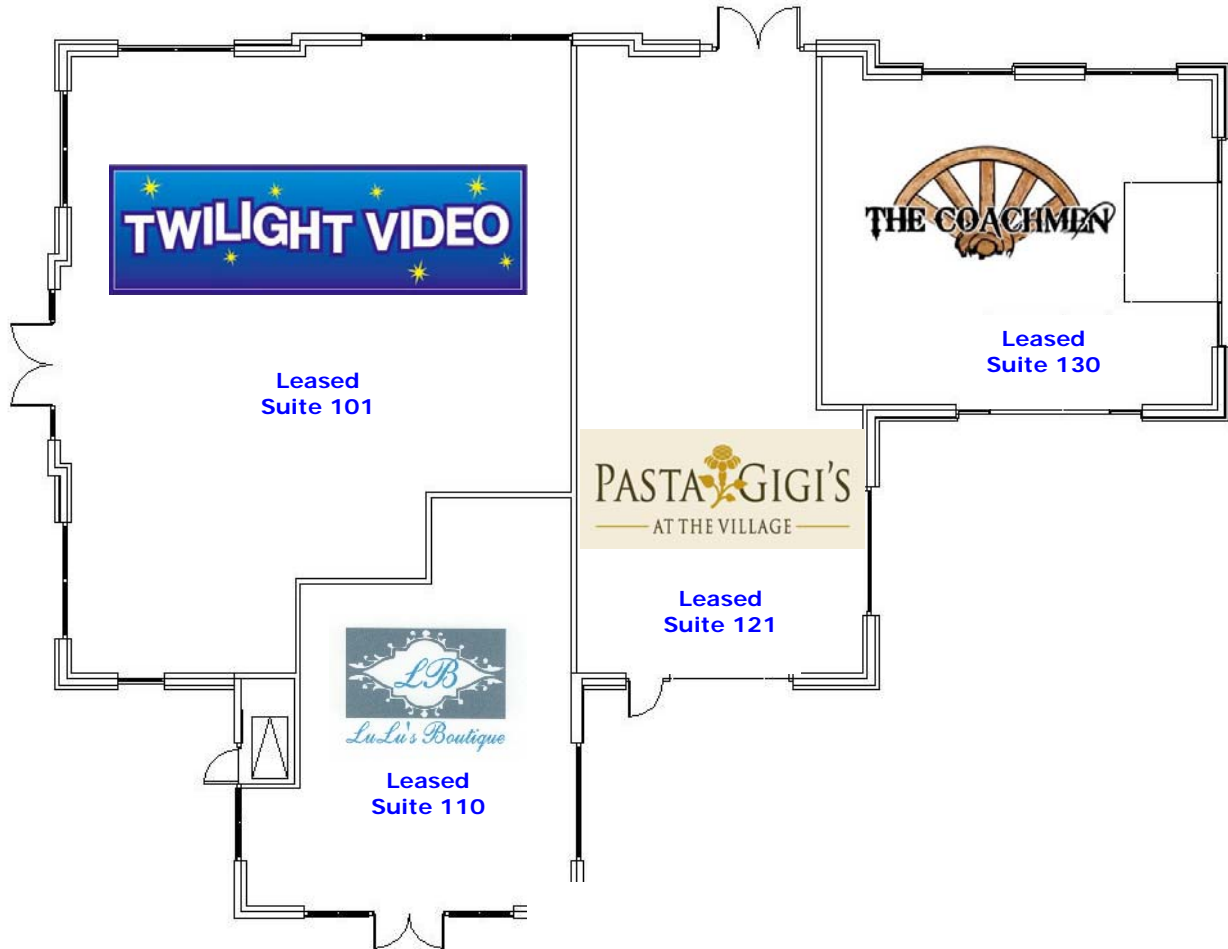 TWILIGHT VIDEO
Leased
Suite 101
THE COACHMEN
Leased
Suite 130
PASTA GIGI'S
AT THE VILLAGE
Leased
Suite 121
LB
LuLu's Boutique
Leased
Suite 110